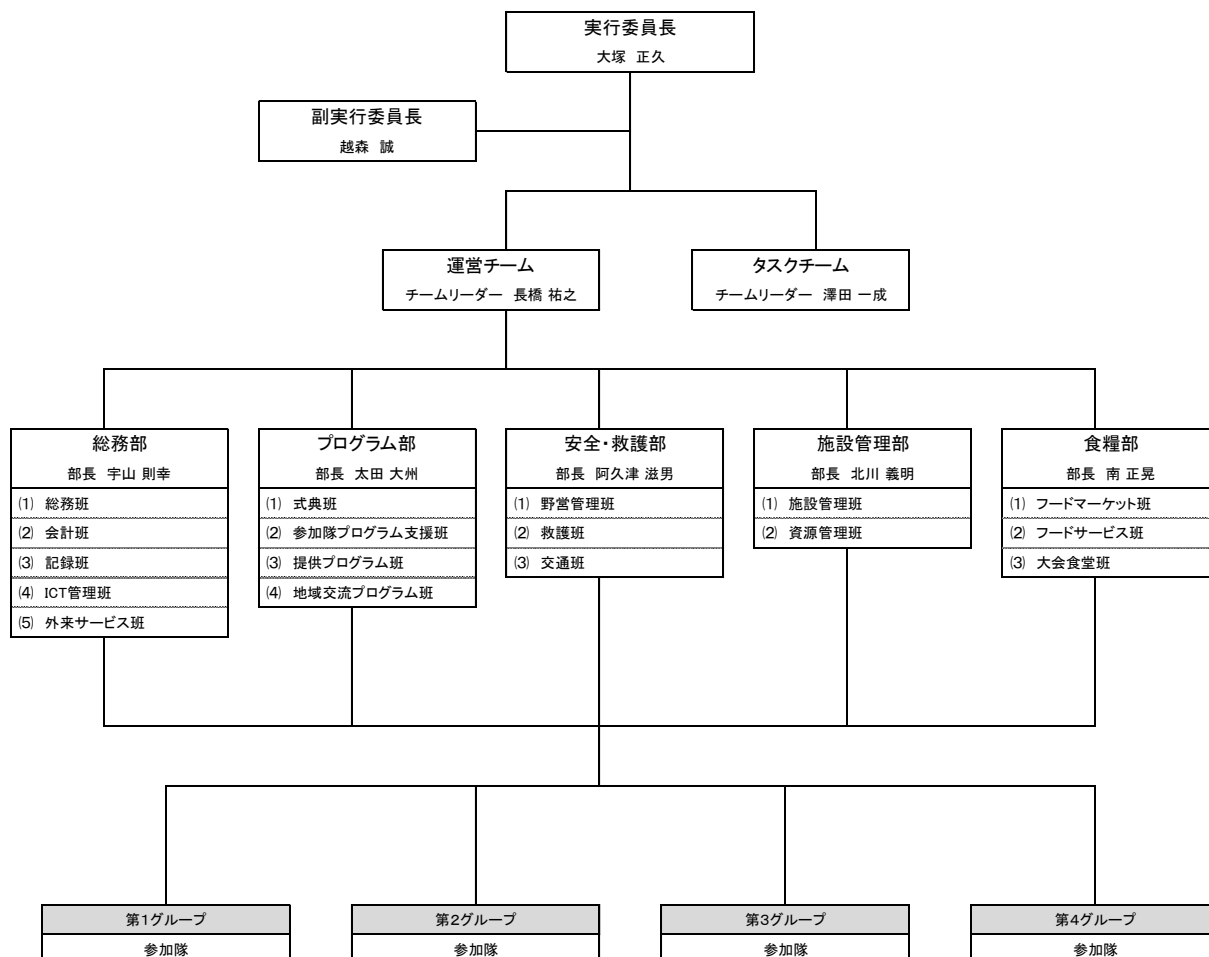 実行委員長
大塚 正久
副実行委員長
越森 誠
運営チーム
チームリーダー 長橋 祐之
タスクチーム
チームリーダー 澤田 一成
総務部
部長 宇山 則幸
⑴ 総務班
⑵ 会計班
⑶ 記録班
⑷ ICT管理班
⑸ 外来サービス班
プログラム部
部長 太田 大州
⑴ 式典班
⑵ 参加隊プログラム支援班
⑶ 提供プログラム班
⑷ 地域交流プログラム班
安全・救護部
部長 阿久津 滋男
⑴ 野営管理班
⑵ 救護班
⑶ 交通班
施設管理部
部長 北川 義明
⑴ 施設管理班
⑵ 資源管理班
食糧部
部長 南 正晃
⑴ フードマーケット班
⑵ フードサービス班
⑶ 大会食堂班
第1グループ
参加隊
第2グループ
参加隊
第3グループ
参加隊
第4グループ
参加隊